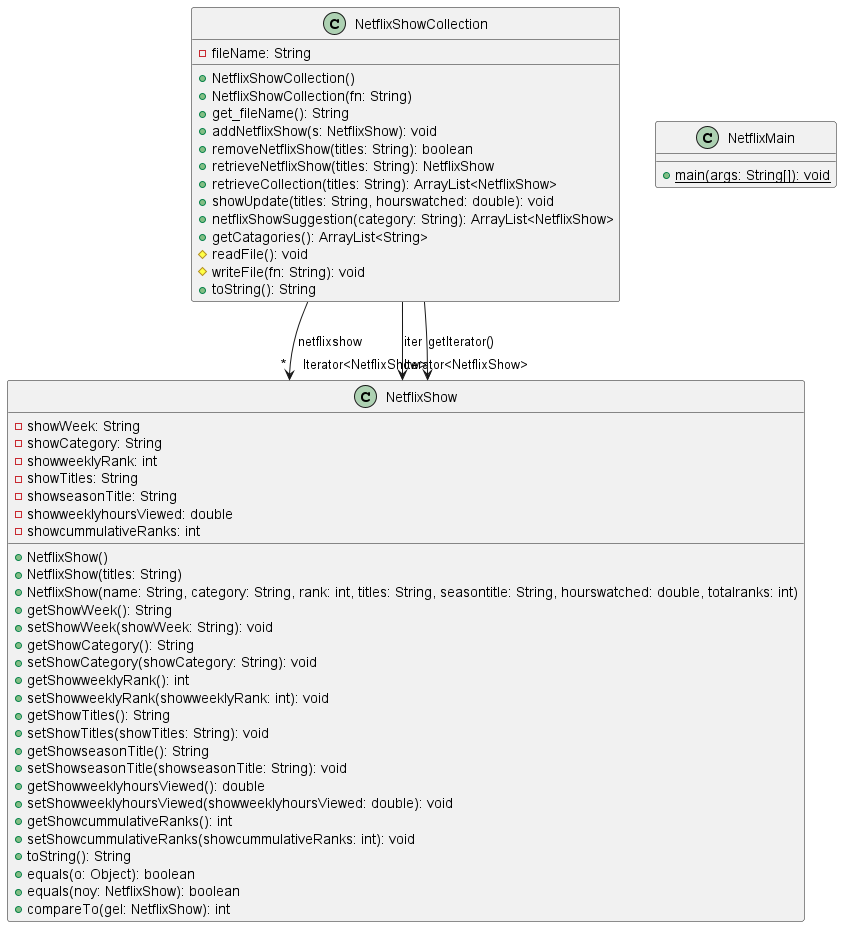 C NetflixShowCollection
fileName: String
NetflixShowCollection()
NetflixShowCollection(fn: String)
get_fileName(): String
addNetflixShow(s: NetflixShow): void
removeNetflixShow(titles: String): boolean
retrieveNetflixShow(titles: String): NetflixShow
retrieveCollection(titles: String): ArrayList<NetflixShow>
showUpdate(titles: String, hourswatched: double): void
netflixShowSuggestion(category: String): ArrayList<NetflixShow>
getCatagories(): ArrayList<String>
readFile(): void
writeFile(fn: String): void
toString(): String
C NetflixMain
main(args: String[]): void
netflixshow
iter
getIterator()
*
Iterator<NetflixShow>
Iterator<NetflixShow>
C NetflixShow
showWeek: String
showCategory: String
showweeklyRank: int
showTitles: String
showseasonTitle: String
showweeklyhoursViewed: double
showcummulativeRanks: int
NetflixShow()
NetflixShow(titles: String)
NetflixShow(name: String, category: String, rank: int, titles: String, seasontitle: String, hourswatched: double, totalranks: int)
getShowWeek(): String
setShowWeek(showWeek: String): void
getShowCategory(): String
setShowCategory(showCategory: String): void
getShowweeklyRank(): int
setShowweeklyRank(showweeklyRank: int): void
getShowTitles(): String
setShowTitles(showTitles: String): void
getShowseasonTitle(): String
setShowseasonTitle(showseasonTitle: String): void
getShowweeklyhoursViewed(): double
setShowweeklyhoursViewed(showweeklyhoursViewed: double): void
getShowcummulativeRanks(): int
setShowcummulativeRanks(showcummulativeRanks: int): void
toString(): String
equals(o: Object): boolean
equals(noy: NetflixShow): boolean
compareTo(gel: NetflixShow): int